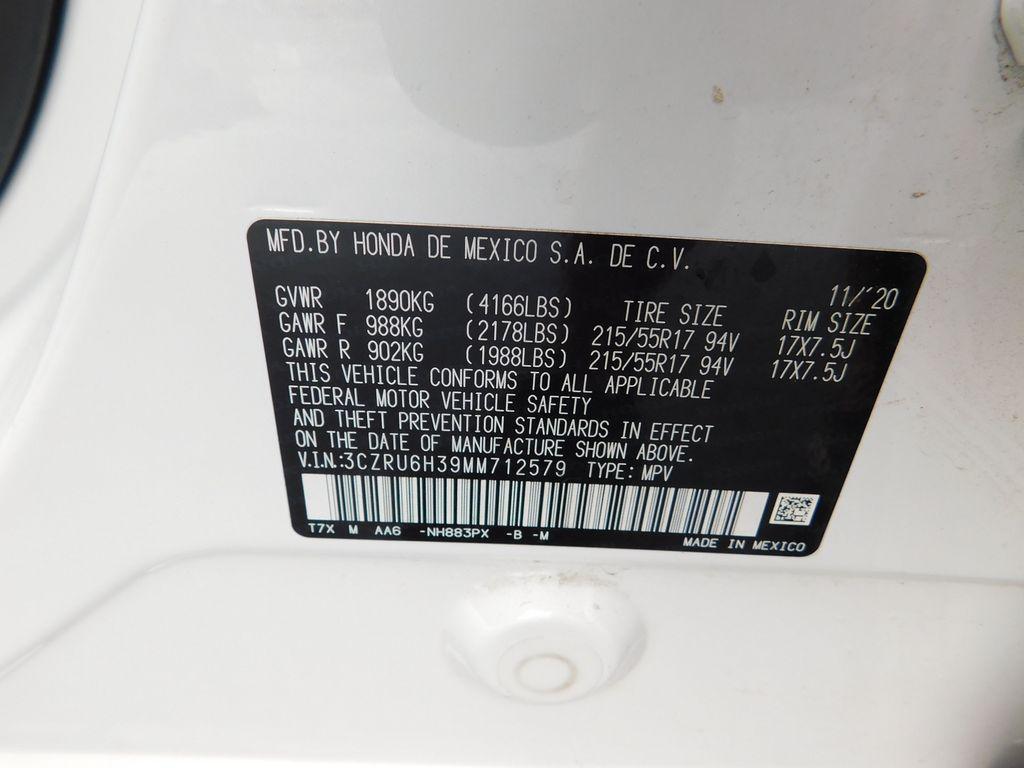 MFD.BY HONDA DE MEXICO S.A. DE C.V.
11/'20
GVWR 1890KG (4166LBS) TIRE SIZE RIM SIZE
GAWR F 988KG (2178LBS) 215/55R17 94V 17X7.5J
GAWR R 902KG (1988LBS) 215/55R17 94V 17X7.5J
THIS VEHICLE CONFORMS TO ALL APPLICABLE
FEDERAL MOTOR VEHICLE SAFETY
AND THEFT PREVENTION STANDARDS IN EFFECT
ON THE DATE OF MANUFACTURE SHOWN ABOVE.
V.I.N.:3CZRU6H39MM712579 TYPE: MPV
T7X M AA6 -NH883PX -B -M
MADE IN MEXICO